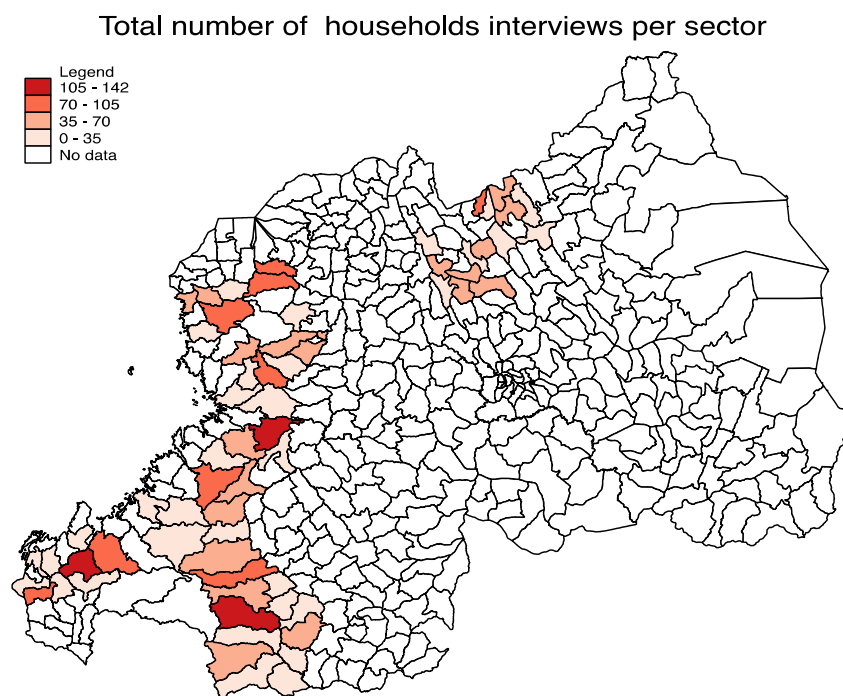 Total number of households interviews per sector
Legend
105 - 142
70 - 105
35 - 70
0 - 35
No data